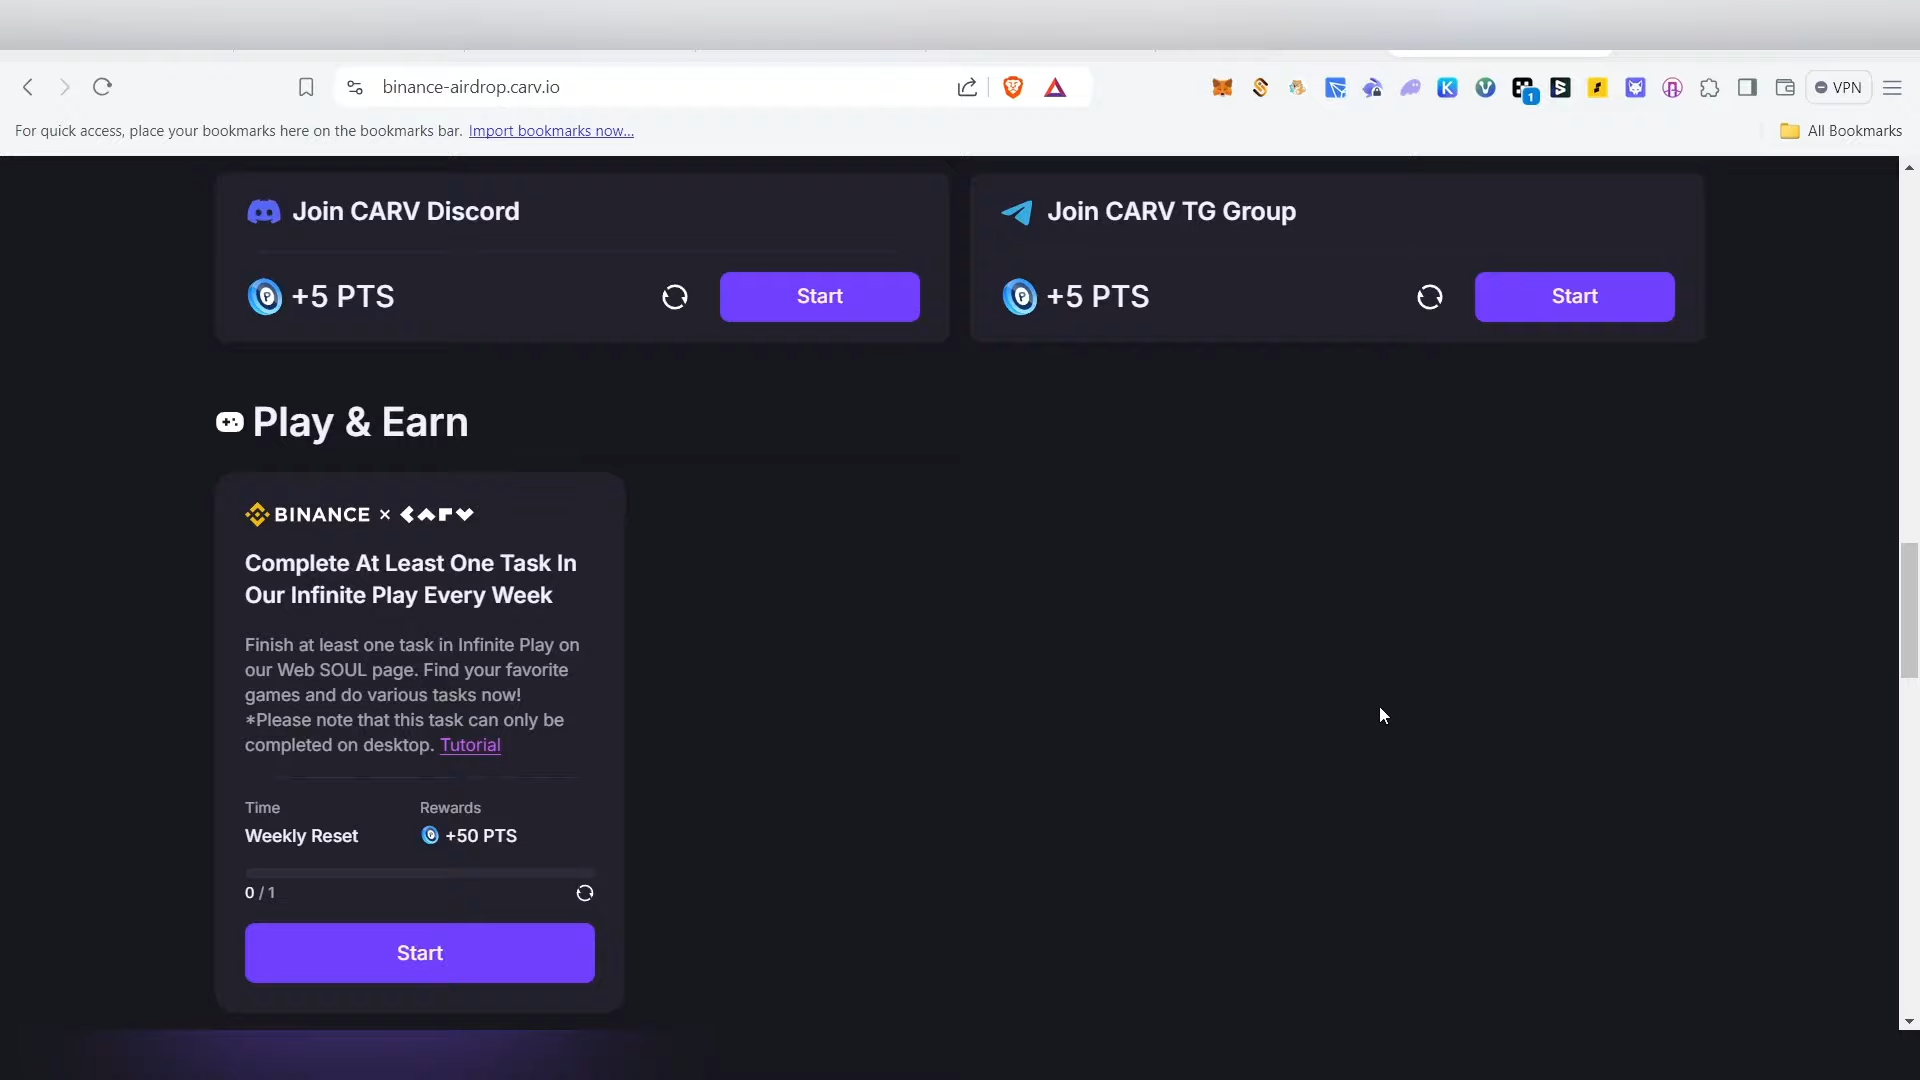 binance-airdrop.carv.io
VPN
For quick access, place your bookmarks here on the bookmarks bar. Import bookmarks now...
All Bookmarks
Join CARV Discord
Join CARV TG Group
+5 PTS
Start
+5 PTS
Start
Play & Earn
BINANCE × CARV
Complete At Least One Task In
Our Infinite Play Every Week
Finish at least one task in Infinite Play on
our Web SOUL page. Find your favorite
games and do various tasks now!
*Please note that this task can only be
completed on desktop. Tutorial
Time
Rewards
Weekly Reset
+50 PTS
0 / 1
Start